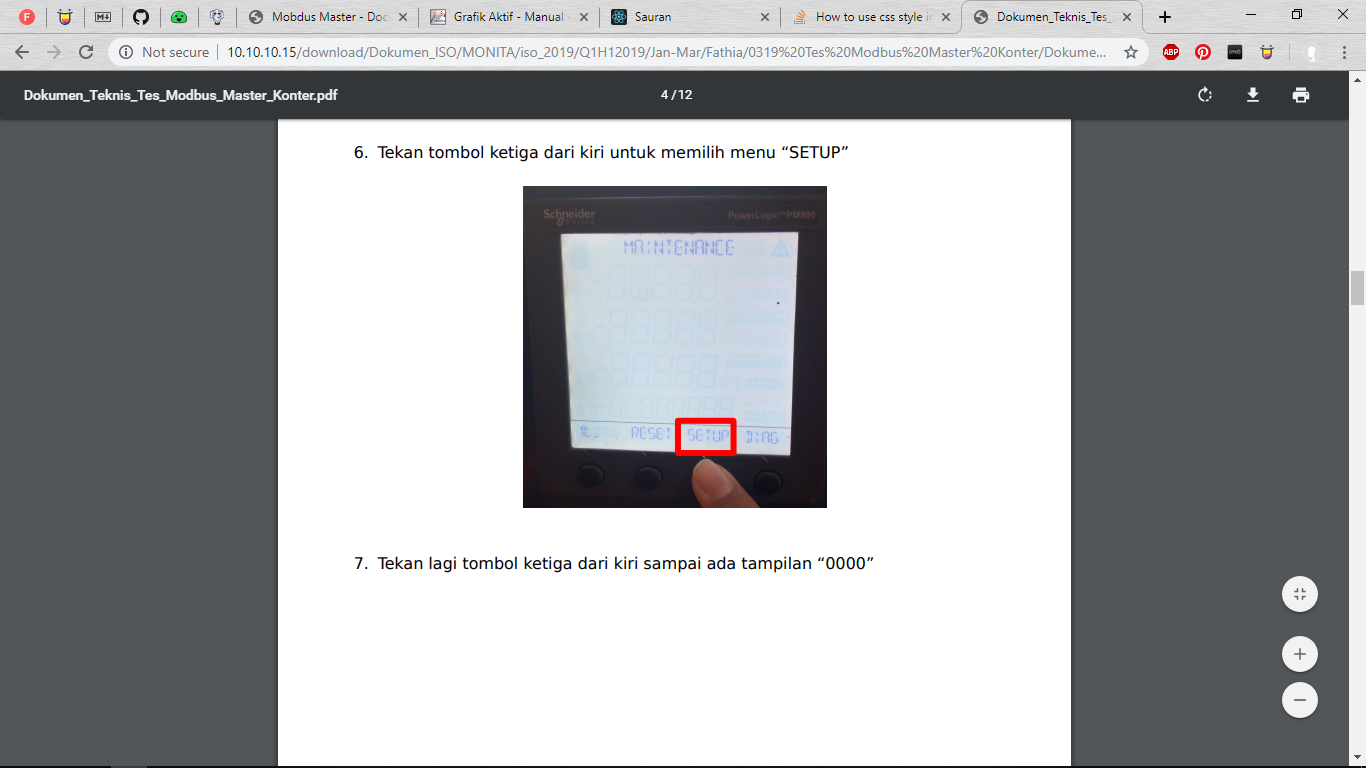 Mobdus Master - Doc
Grafik Aktif - Manual
Sauran
How to use css style i
Dokumen_Teknis_Tes_
Not secure
10.10.10.15/download/Dokumen_ISO/MONITA/iso_2019/Q1H12019/Jan-Mar/Fathia/0319%20Tes%20Modbus%20Master%20Konter/Dokume...
ABP
Dokumen_Teknis_Tes_Modbus_Master_Konter.pdf
4 / 12
6. Tekan tombol ketiga dari kiri untuk memilih menu “SETUP”
Schneider
Electric
PowerLogic™PM800
MAINTENANCE
RESET SETUP DIAG
7. Tekan lagi tombol ketiga dari kiri sampai ada tampilan “0000”